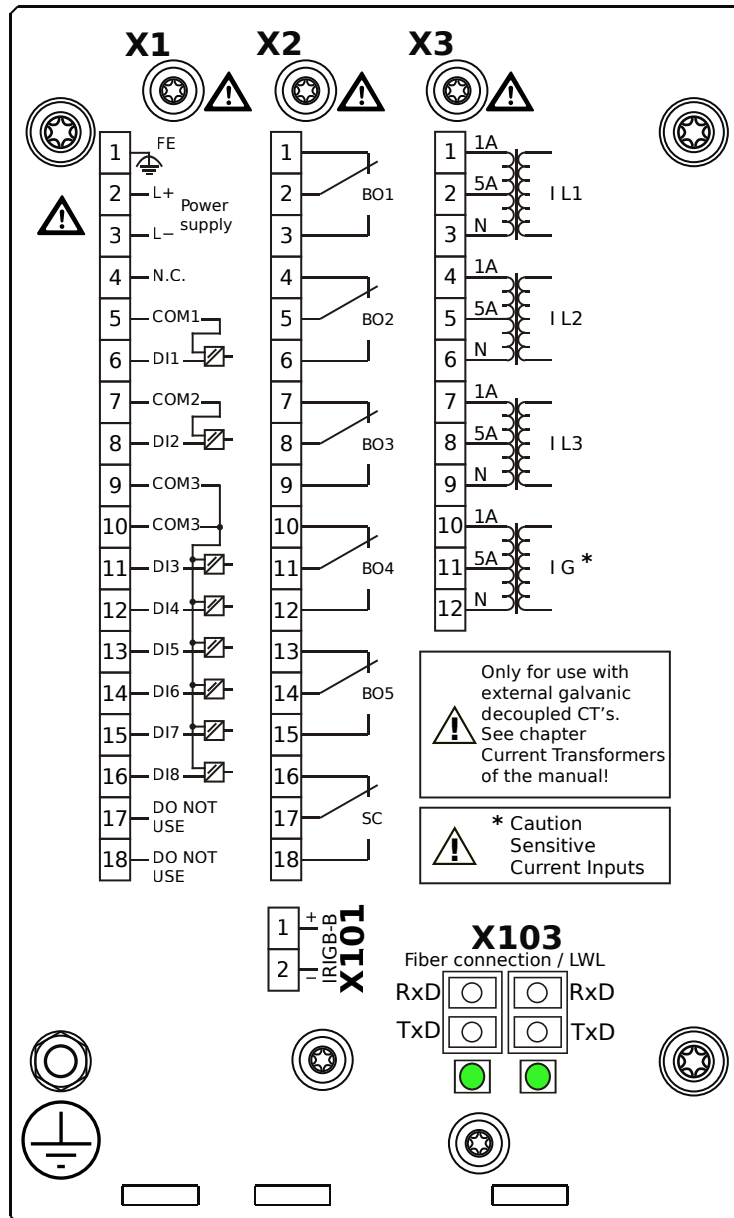 X1 X2 X3
1 FE
2 L+
Power
supply
3 L−
4 N.C.
5 COM1
6 DI1
7 COM2
8 DI2
9 COM3
10 COM3
11 DI3
12 DI4
13 DI5
14 DI6
15 DI7
16 DI8
17 DO NOT
USE
18 DO NOT
USE
1
2 BO1
3
4
5 BO2
6
7
8 BO3
9
10
11 BO4
12
13
14 BO5
15
16
17 SC
18
1 1A
2 5A I L1
3 N
4 1A
5 5A I L2
6 N
7 1A
8 5A I L3
9 N
10 1A
11 5A I G *
12 N
Only for use with
external galvanic
decoupled CT's.
See chapter
Current Transformers
of the manual!
* Caution
Sensitive
Current Inputs
1 +
2 −
IRIGB-B
X101
X103
Fiber connection / LWL
RxD RxD
TxD TxD